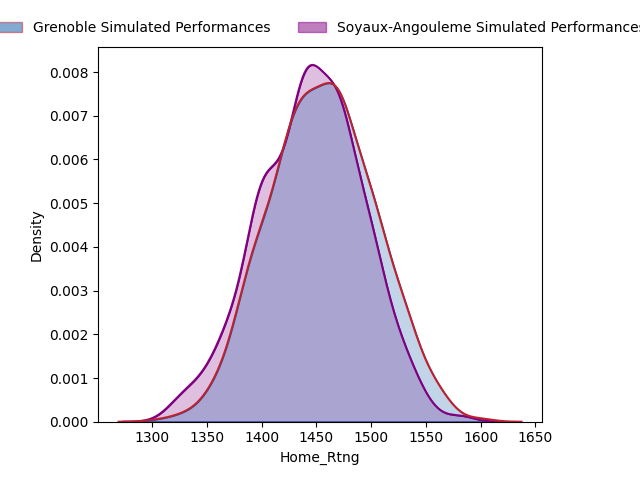 Grenoble Simulated Performances
Soyaux-Angouleme Simulated Performances
0.008
0.007
0.006
0.005
0.004
0.003
0.002
0.001
0.000
Density
1300 1350 1400 1450 1500 1550 1600 1650
Home_Rtng